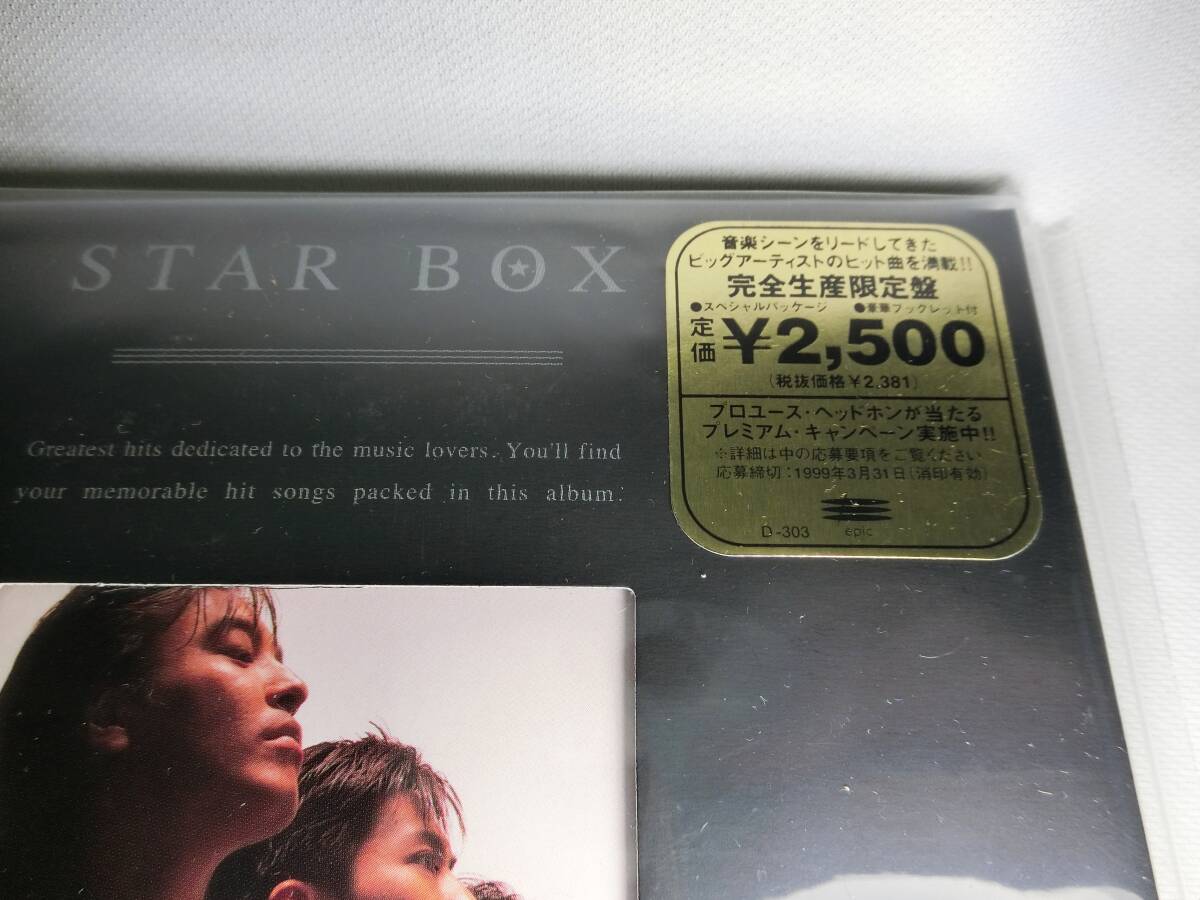 STAR BOX
Greatest hits dedicated to the music lovers. You'll find
your memorable hit songs packed in this album.
音楽シーンをリードしてきた
ビッグアーティストのヒット曲を満載!!
完全生産限定盤
●スペシャルパッケージ ●豪華ブックレット付
定価 ¥2,500
(税抜価格¥2,381)
プロユース・ヘッドホンが当たる
プレミアム・キャンペーン実施中!!
※詳細は中の応募要項をご覧ください
応募締切:1999年3月31日(消印有効)
D-303 epic